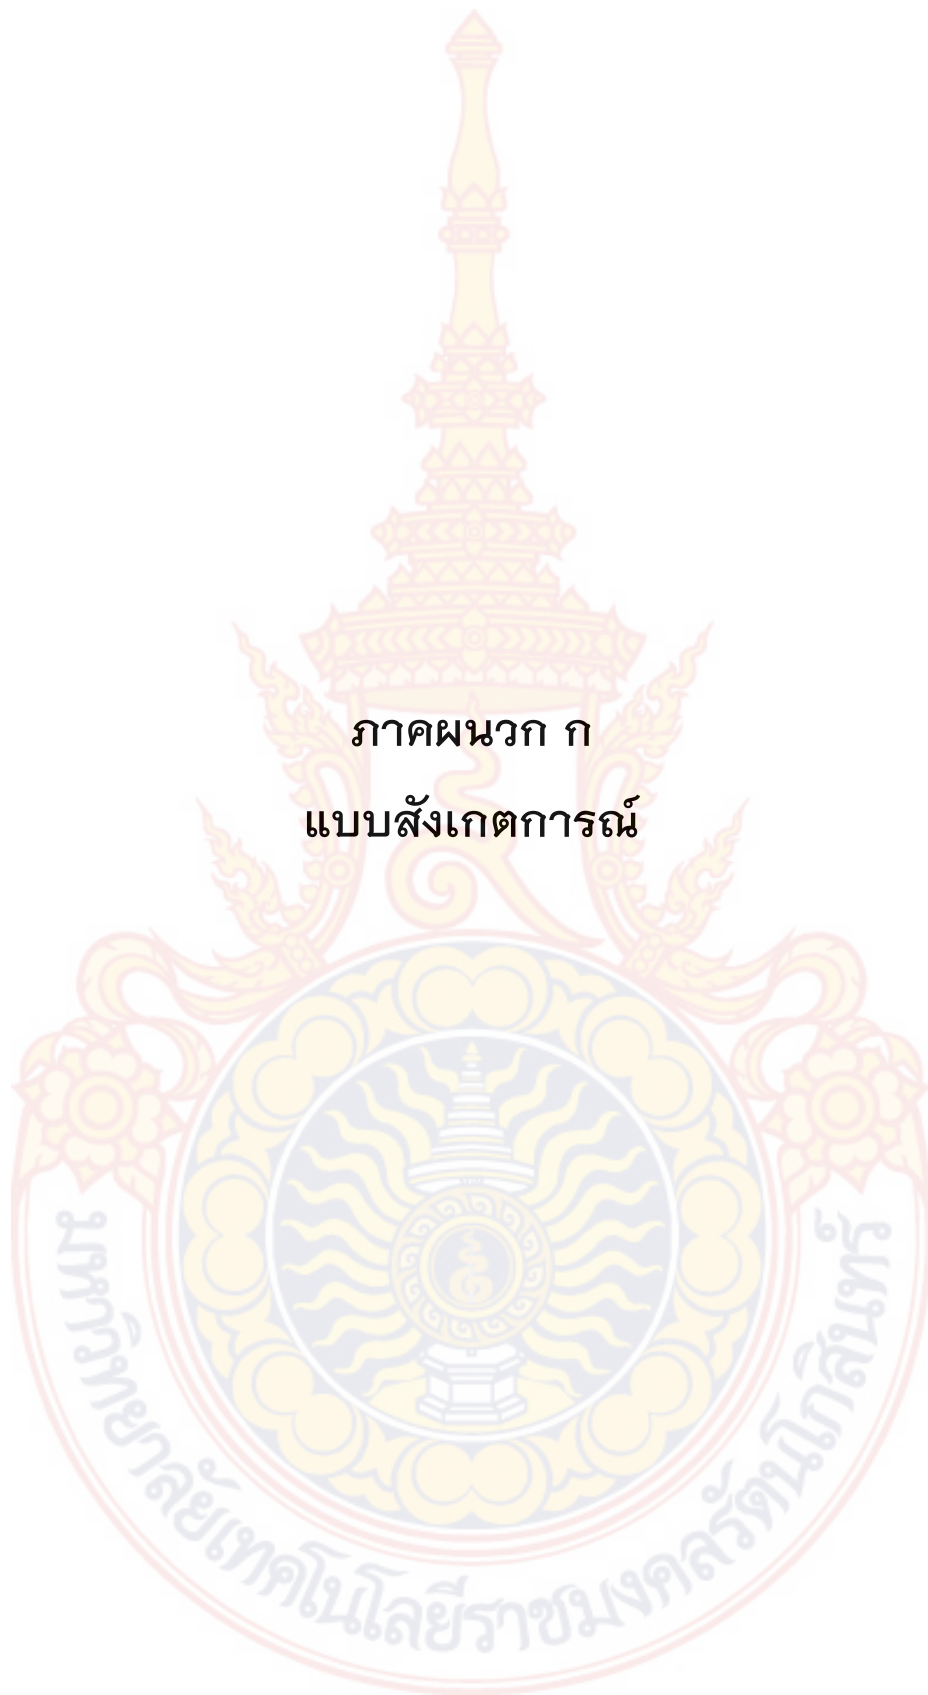 ภาคผนวก ก
แบบสังเกตการณ์
มหาวิทยาลัยเทคโนโลยีราชมงคลรัตนโกสินทร์